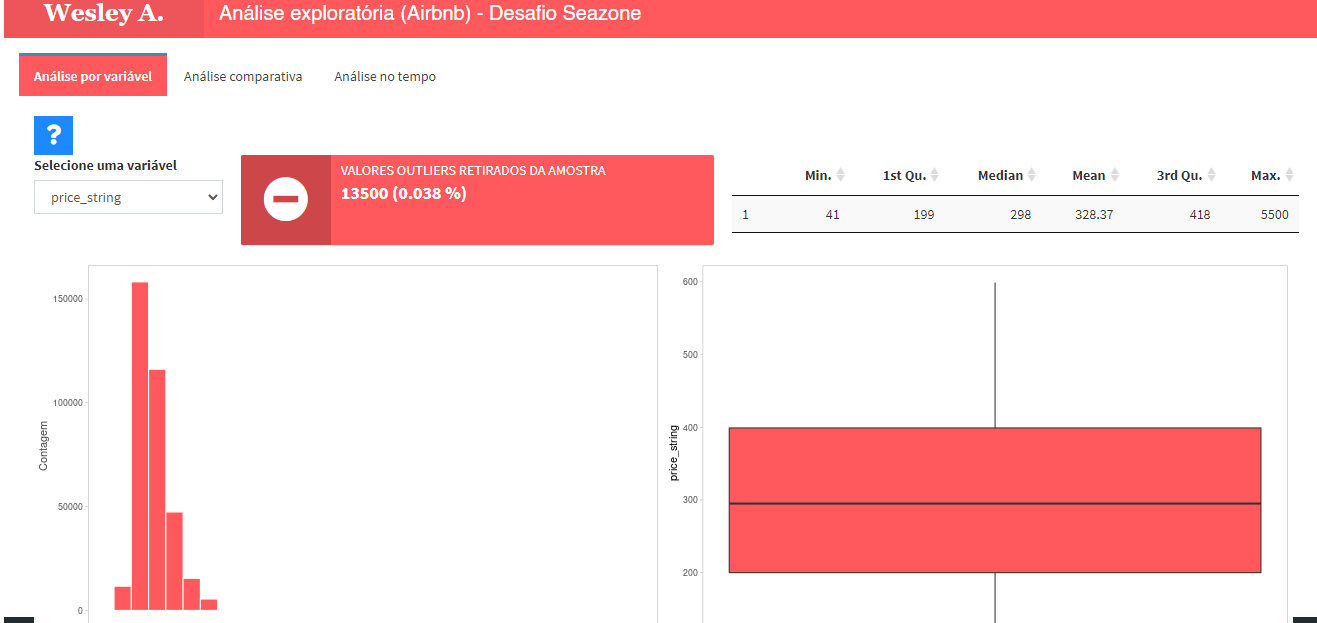 Wesley A.
Análise exploratória (Airbnb) - Desafio Seazone
Análise por variável
Análise comparativa
Análise no tempo
?
Selecione uma variável
price_string
VALORES OUTLIERS RETIRADOS DA AMOSTRA
13500 (0.038 %)
Min. 1st Qu. Median Mean 3rd Qu. Max.
1 41 199 298 328.37 418 5500
150000
100000
50000
0
Contagem
600
500
400
300
200
price_string